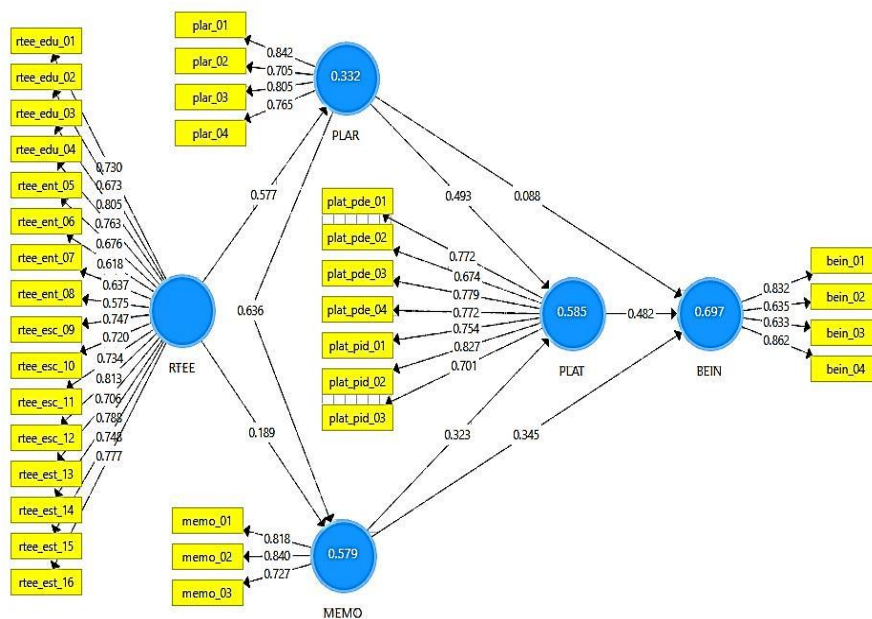 rtee_edu_01
rtee_edu_02
rtee_edu_03
rtee_edu_04
rtee_ent_05
rtee_ent_06
rtee_ent_07
rtee_ent_08
rtee_esc_09
rtee_esc_10
rtee_esc_11
rtee_esc_12
rtee_est_13
rtee_est_14
rtee_est_15
rtee_est_16
0.730
0.673
0.805
0.763
0.676
0.618
0.637
0.575
0.747
0.720
0.734
0.813
0.706
0.788
0.748
0.777
RTEE
plar_01
plar_02
plar_03
plar_04
0.842
0.705
0.805
0.765
0.332
PLAR
0.577
0.636
0.189
0.493
0.088
plat_pde_01
plat_pde_02
plat_pde_03
plat_pde_04
plat_pid_01
plat_pid_02
plat_pid_03
0.772
0.674
0.779
0.772
0.754
0.827
0.701
0.585
PLAT
0.482
0.697
BEIN
0.832
0.635
0.633
0.862
bein_01
bein_02
bein_03
bein_04
0.323
0.345
memo_01
memo_02
memo_03
0.818
0.840
0.727
0.579
MEMO